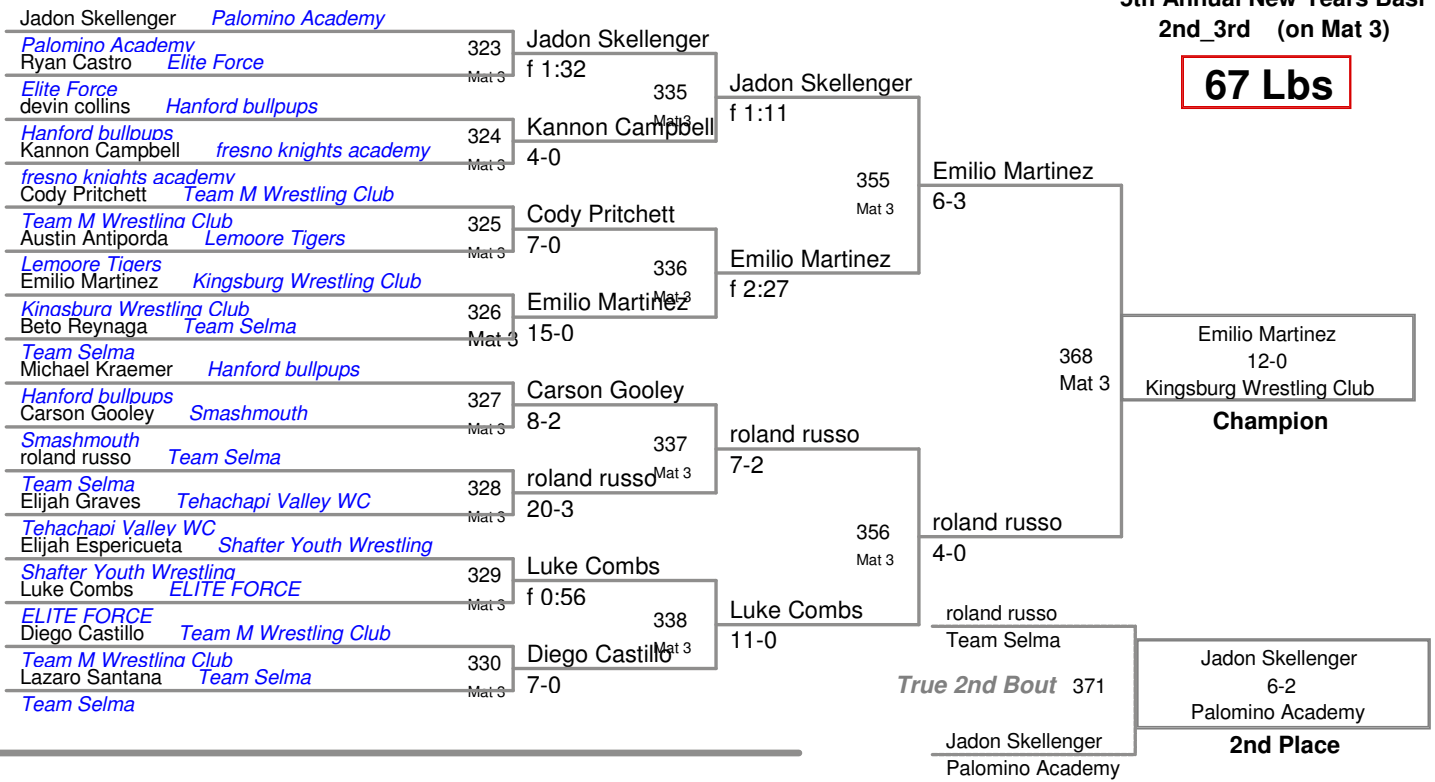 5th Annual New Years Bash
2nd_3rd (on Mat 3)
67 Lbs
Jadon Skellenger Palomino Academy
Palomino Academy
Ryan Castro Elite Force
Elite Force
devin collins Hanford bullpups
Hanford bullpups
Kannon Campbell fresno knights academy
fresno knights academy
Cody Pritchett Team M Wrestling Club
Team M Wrestling Club
Austin Antiporda Lemoore Tigers
Lemoore Tigers
Emilio Martinez Kingsburg Wrestling Club
Kingsburg Wrestling Club
Beto Reynaga Team Selma
Team Selma
Michael Kraemer Hanford bullpups
Hanford bullpups
Carson Gooley Smashmouth
Smashmouth
roland russo Team Selma
Team Selma
Elijah Graves Tehachapi Valley WC
Tehachapi Valley WC
Elijah Espericueta Shafter Youth Wrestling
Shafter Youth Wrestling
Luke Combs ELITE FORCE
ELITE FORCE
Diego Castillo Team M Wrestling Club
Team M Wrestling Club
Lazaro Santana Team Selma
Team Selma
323
Mat 3
324
Mat 3
325
Mat 3
326
Mat 3
327
Mat 3
328
Mat 3
329
Mat 3
330
Mat 3
Jadon Skellenger
f 1:32
Kannon Campbell
4-0
Cody Pritchett
7-0
Emilio Martinez
15-0
Carson Gooley
8-2
roland russo
20-3
Luke Combs
f 0:56
Diego Castillo
7-0
335
Mat 3
336
Mat 3
337
Mat 3
338
Mat 3
Jadon Skellenger
f 1:11
Emilio Martinez
f 2:27
roland russo
7-2
Luke Combs
11-0
355
Mat 3
356
Mat 3
Emilio Martinez
6-3
roland russo
4-0
368
Mat 3
Emilio Martinez
12-0
Kingsburg Wrestling Club
Champion
roland russo
Team Selma
True 2nd Bout 371
Jadon Skellenger
Palomino Academy
Jadon Skellenger
6-2
Palomino Academy
2nd Place